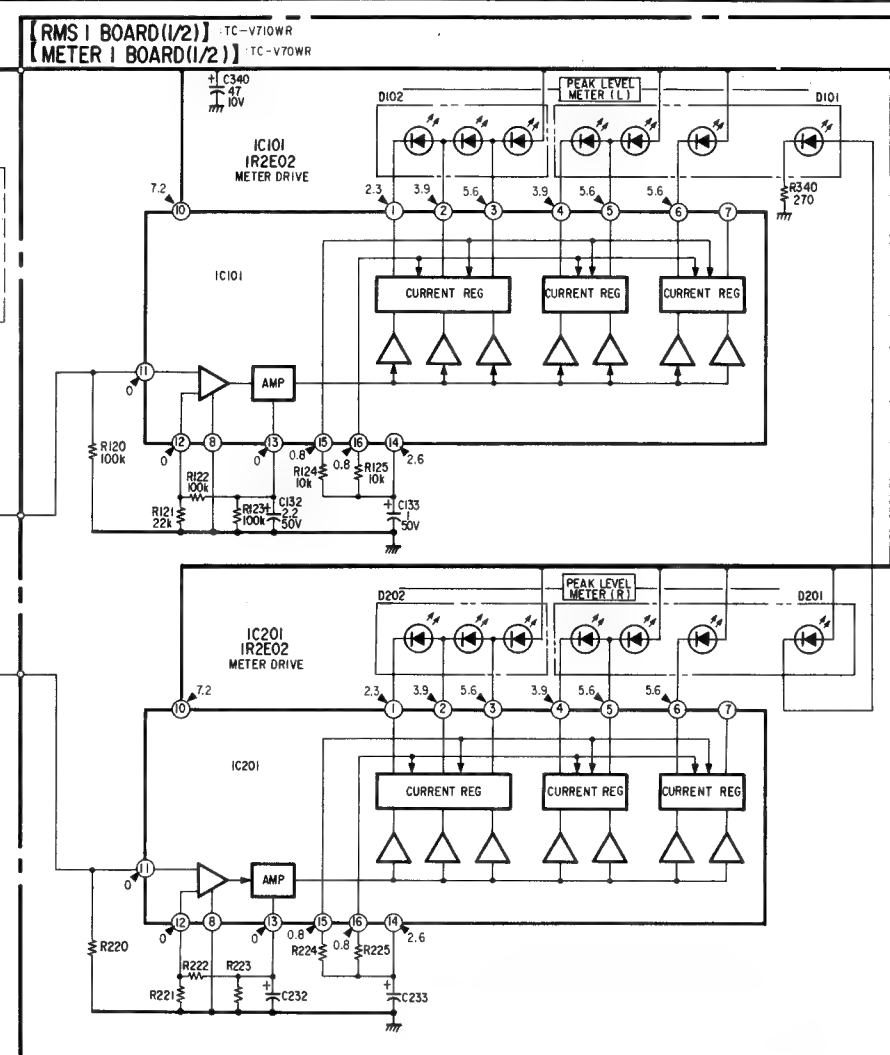 【RMS 1 BOARD(1/2)】:TC-V710WR
【METER 1 BOARD(1/2)】:TC-V70WR
C340
47
10V
+
PEAK LEVEL
METER (L)
D102
D101
IC101
IR2E02
METER DRIVE
R340
270
7.2
2.3
3.9
5.6
3.9
5.6
5.6
10
1
2
3
4
5
6
7
IC101
CURRENT REG
CURRENT REG
CURRENT REG
11
0
AMP
12
8
13
15
16
14
0
0
0.8
0.8
2.6
R120
100k
R122
100k
R121
22k
R123
100k
+
C132
2.2
50V
R124
10k
R125
10k
+
C133
1
50V
PEAK LEVEL
METER (R)
D202
D201
IC201
IR2E02
METER DRIVE
7.2
2.3
3.9
5.6
3.9
5.6
5.6
10
1
2
3
4
5
6
7
IC201
CURRENT REG
CURRENT REG
CURRENT REG
11
0
AMP
12
8
13
15
16
14
0
0
0.8
0.8
2.6
R220
R222
R223
R221
+
C232
R224
R225
+
C233